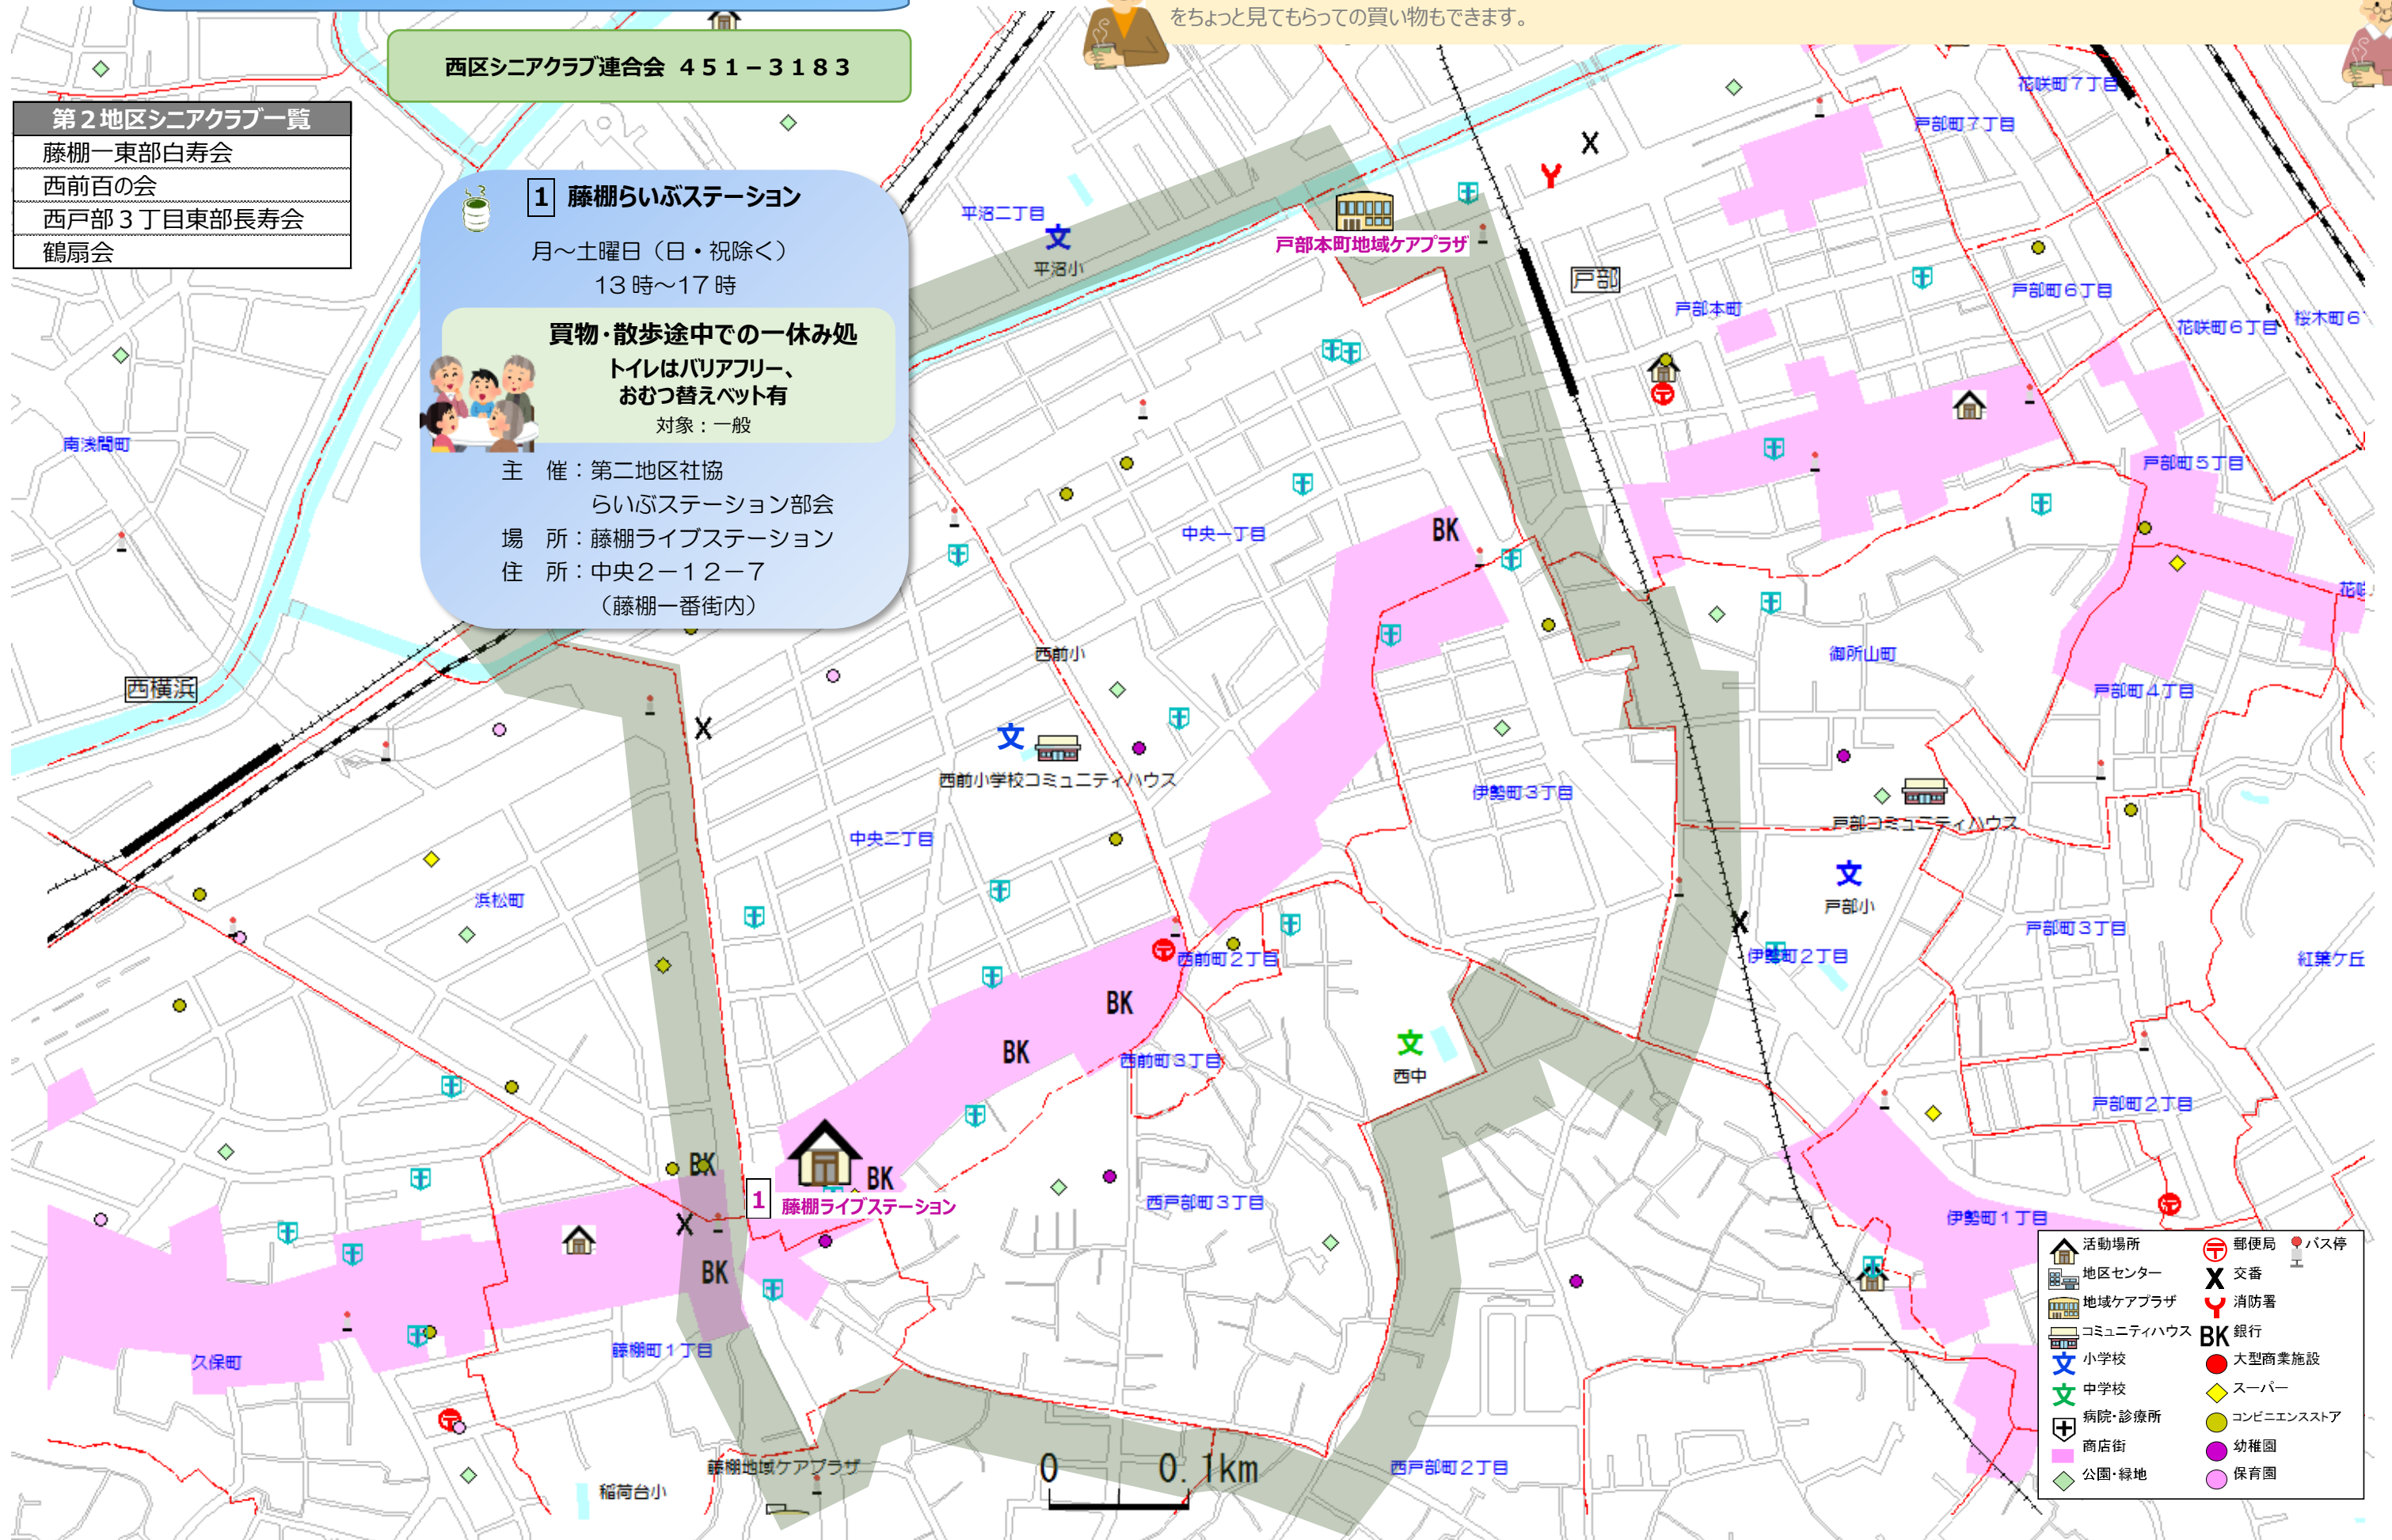 をちょっと見てもらっての買い物もできます。
西区シニアクラブ連合会 ４５１－３１８３
第２地区シニアクラブ一覧
藤棚一東部白寿会
西前百の会
西戸部３丁目東部長寿会
鶴扇会
1 藤棚らいぶステーション
月～土曜日（日・祝除く）
13時～17時
買物・散歩途中での一休み処
トイレはバリアフリー、
おむつ替えベット有
対象：一般
主　催：第二地区社協
らいぶステーション部会
場　所：藤棚ライブステーション
住　所：中央２－１２－７
（藤棚一番街内）
花咲町７丁目
戸部町７丁目
平沼二丁目
文
平沼小
戸部本町地域ケアプラザ
戸部
戸部本町
戸部町６丁目
花咲町６丁目
桜木町６
南浅間町
戸部町５丁目
中央一丁目
BK
西前小
御所山町
西横浜
戸部町４丁目
文
西前小学校コミュニティハウス
伊勢町３丁目
戸部コミュニティハウス
中央二丁目
文
戸部小
浜松町
戸部町３丁目
西前町２丁目
伊勢町２丁目
紅葉ケ丘
BK
BK
文
西中
西前町３丁目
戸部町２丁目
BK
BK
1 藤棚ライブステーション
西戸部町３丁目
伊勢町１丁目
BK
久保町
藤棚町１丁目
藤棚地域ケアプラザ
稲荷台小
0 0.1km
西戸部町２丁目
活動場所 郵便局 バス停
地区センター 交番
地域ケアプラザ 消防署
コミュニティハウス BK 銀行
文 小学校 大型商業施設
文 中学校 スーパー
病院・診療所 コンビニエンスストア
商店街 幼稚園
公園・緑地 保育園